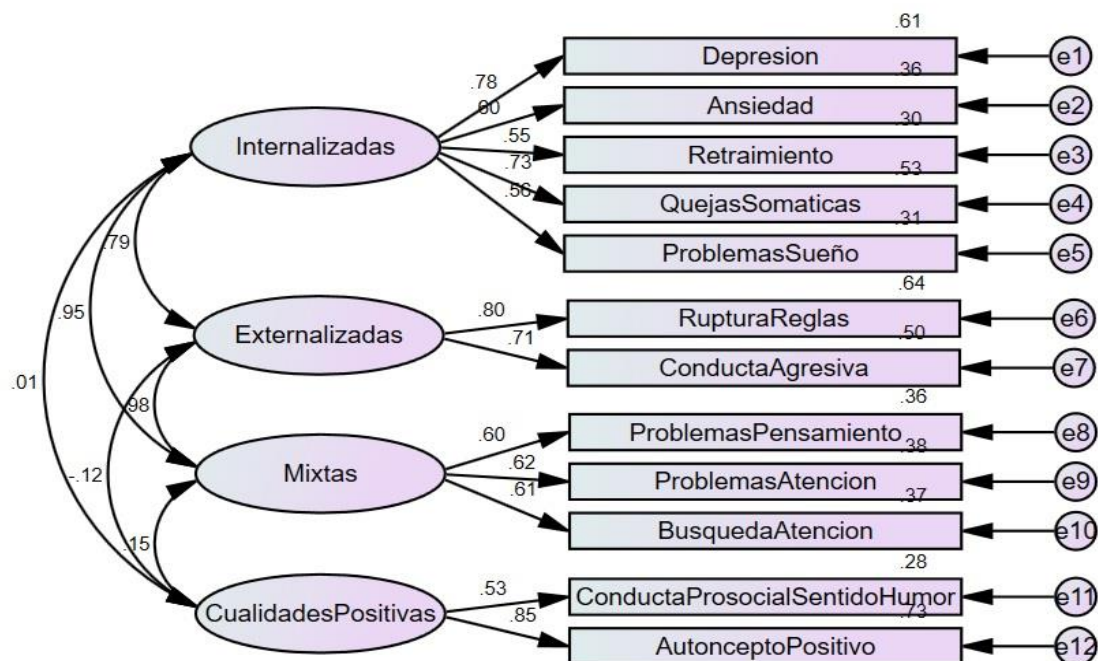 .61
Depresion
e1
.78
.36
Ansiedad
e2
.60
.30
Internalizadas
.55
Retraimiento
e3
.73
.53
QuejasSomaticas
e4
.56
.31
ProblemasSueño
e5
.79
.64
.95
.80
RupturaReglas
e6
Externalizadas
.71
.50
ConductaAgresiva
e7
.01
.98
.36
.60
ProblemasPensamiento
e8
.38
Mixtas
.62
ProblemasAtencion
e9
-.12
.61
.37
BusquedaAtencion
e10
.15
.28
.53
ConductaProsocialSentidoHumor
e11
CualidadesPositivas
.85
.73
AutonceptoPositivo
e12